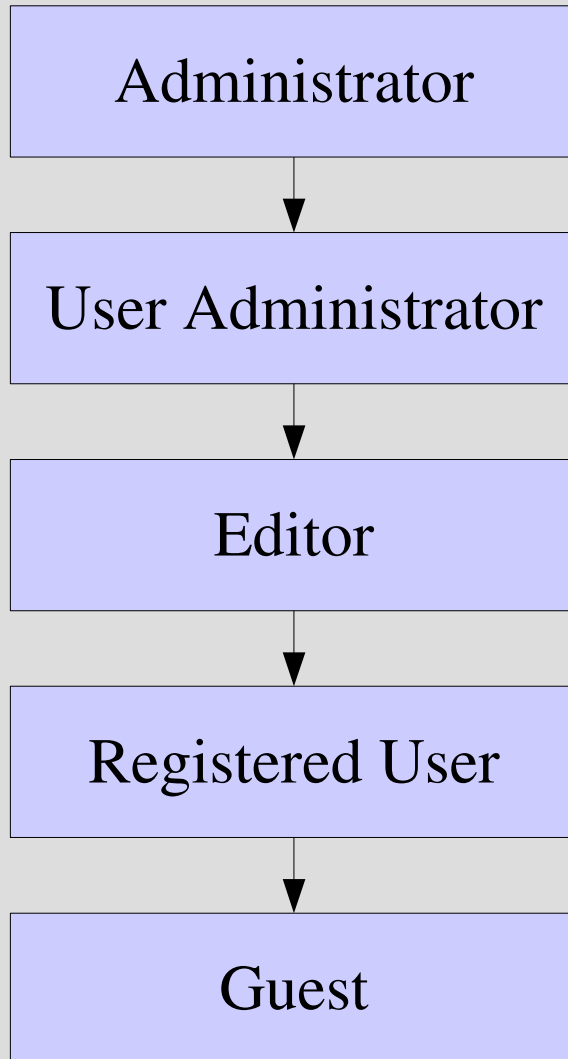 Administrator
User Administrator
Editor
Registered User
Guest